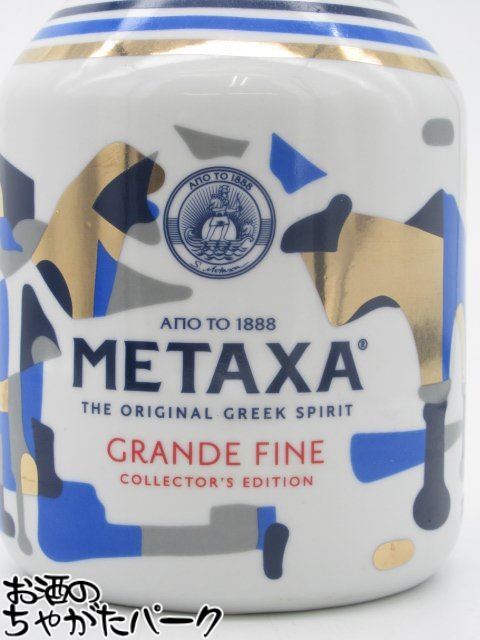 ΑΠΟ ΤΟ 1888
S. Metaxa
ΑΠΟ ΤΟ 1888
METAXA®
THE ORIGINAL GREEK SPIRIT
GRANDE FINE
COLLECTOR'S EDITION
お酒の
ちゃがたパーク